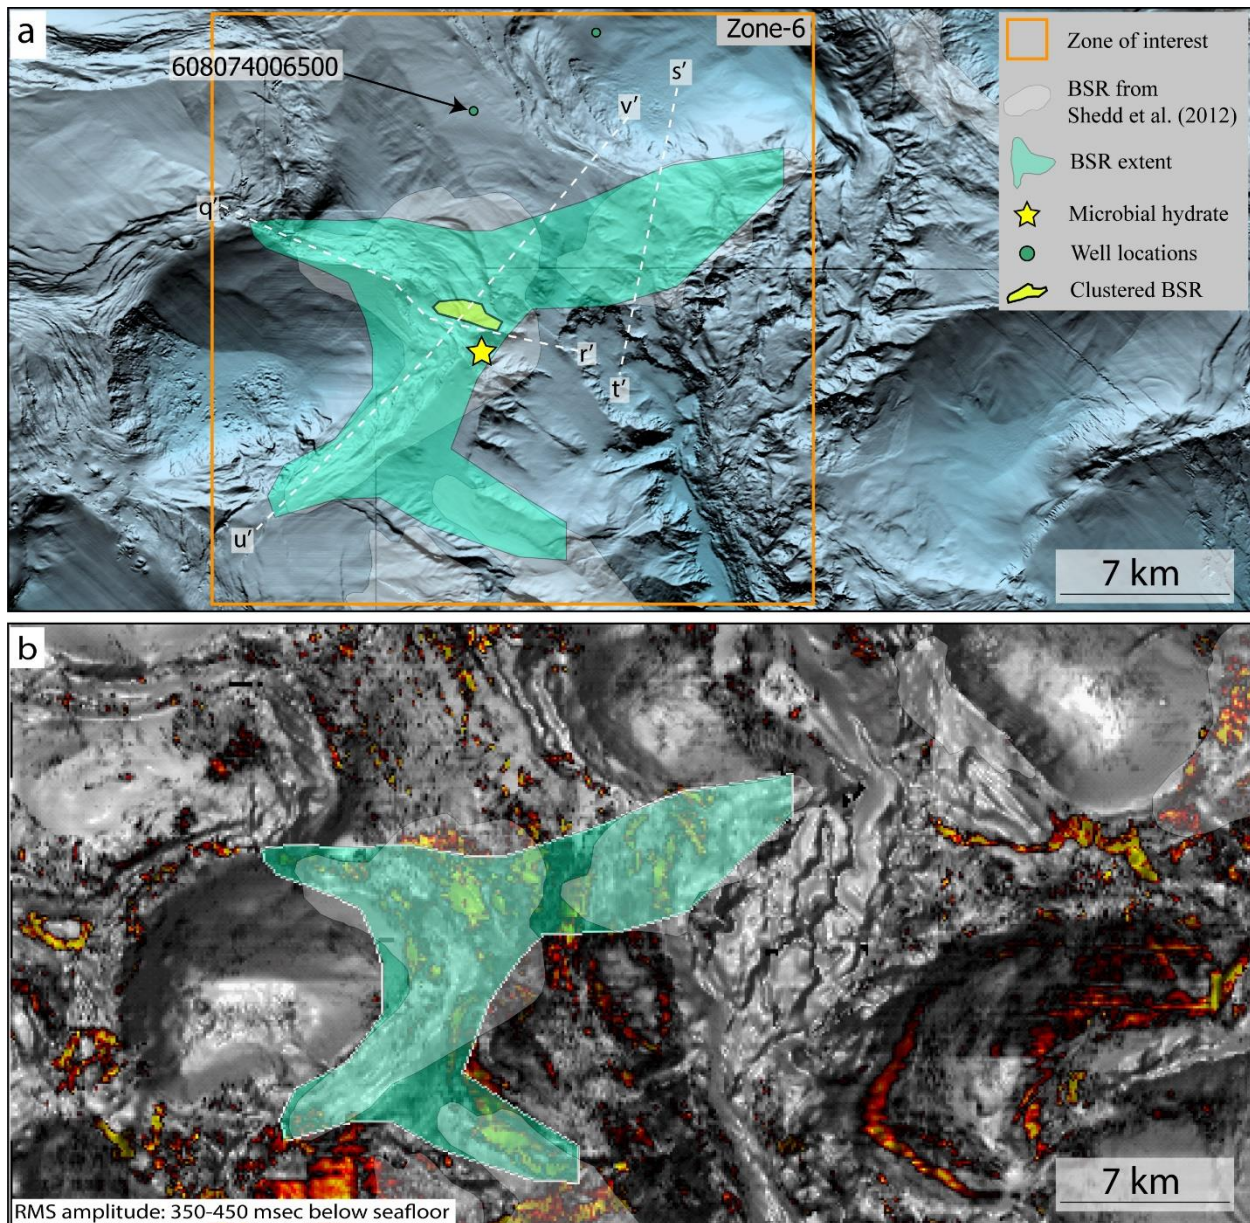 a
Zone-6
608074006500
s’
v’
q’
r’
t’
u’
Zone of interest
BSR from
Shedd et al. (2012)
BSR extent
Microbial hydrate
Well locations
Clustered BSR
7 km
b
7 km
RMS amplitude: 350-450 msec below seafloor